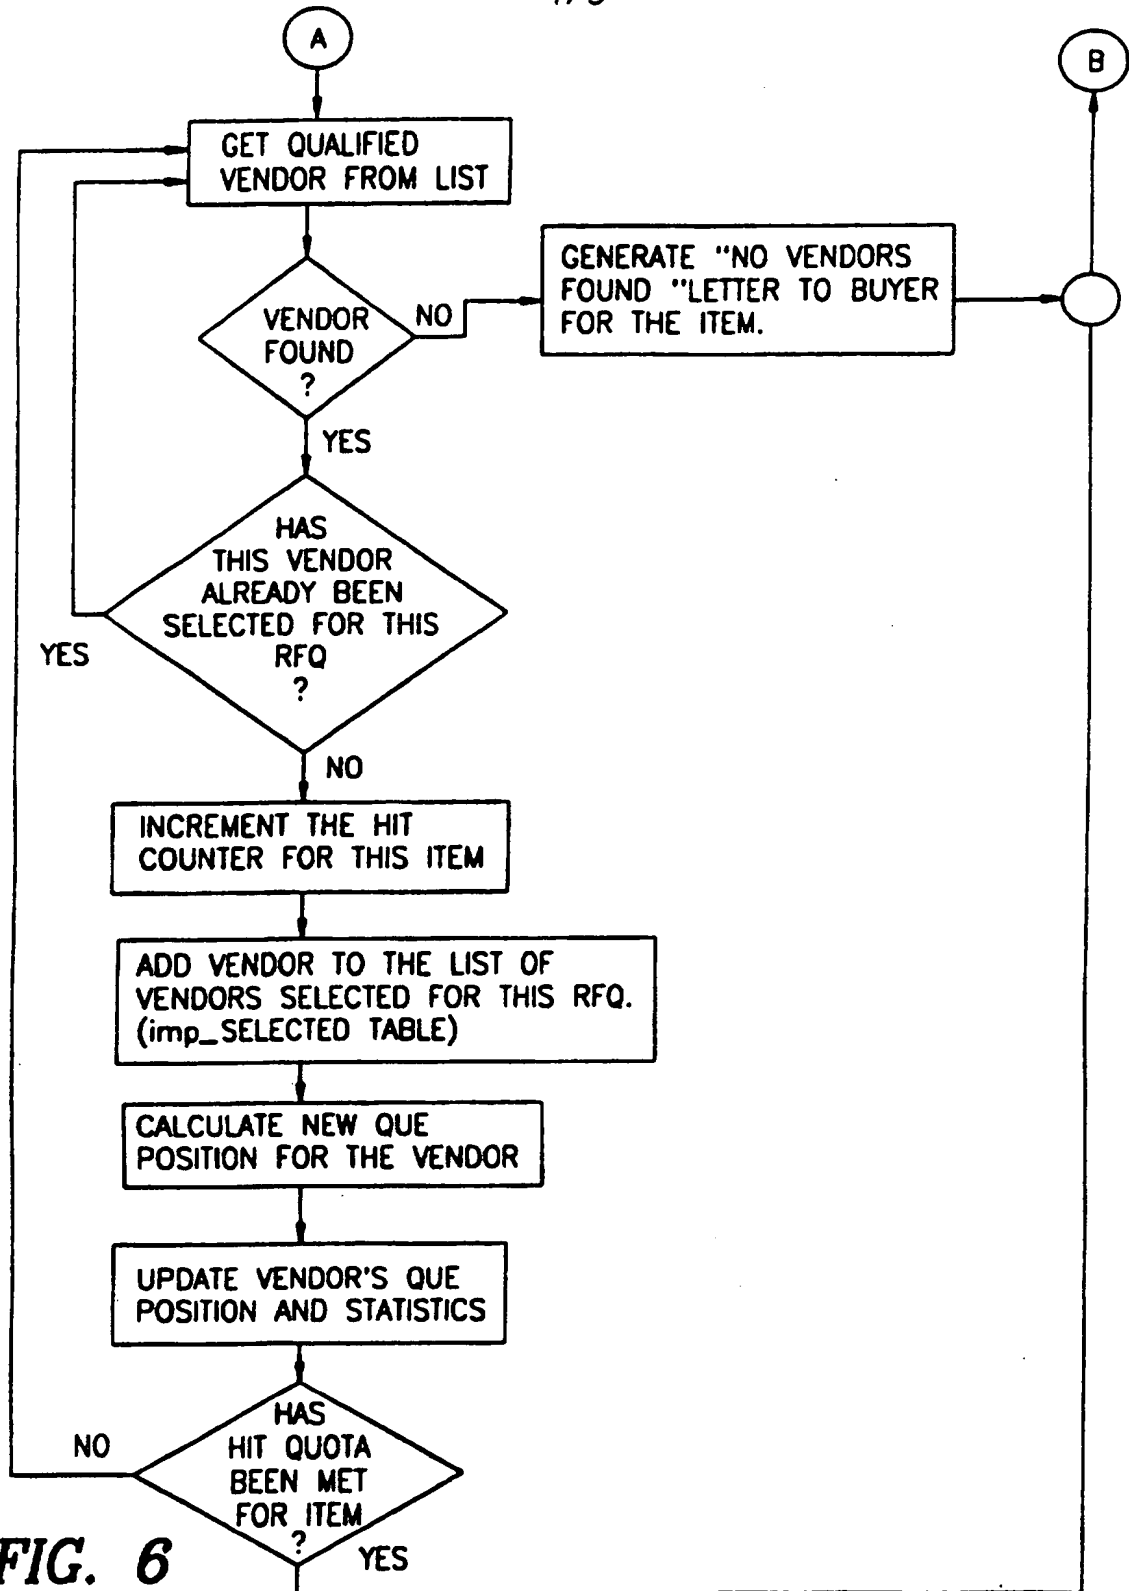 A
B
GET QUALIFIED
VENDOR FROM LIST
GENERATE "NO VENDORS
FOUND "LETTER TO BUYER
FOR THE ITEM.
VENDOR
FOUND
?
NO
YES
HAS
THIS VENDOR
ALREADY BEEN
SELECTED FOR THIS
RFQ
?
YES
NO
INCREMENT THE HIT
COUNTER FOR THIS ITEM
ADD VENDOR TO THE LIST OF
VENDORS SELECTED FOR THIS RFQ.
(imp_SELECTED TABLE)
CALCULATE NEW QUE
POSITION FOR THE VENDOR
UPDATE VENDOR'S QUE
POSITION AND STATISTICS
HAS
HIT QUOTA
BEEN MET
FOR ITEM
?
NO
YES
FIG. 6